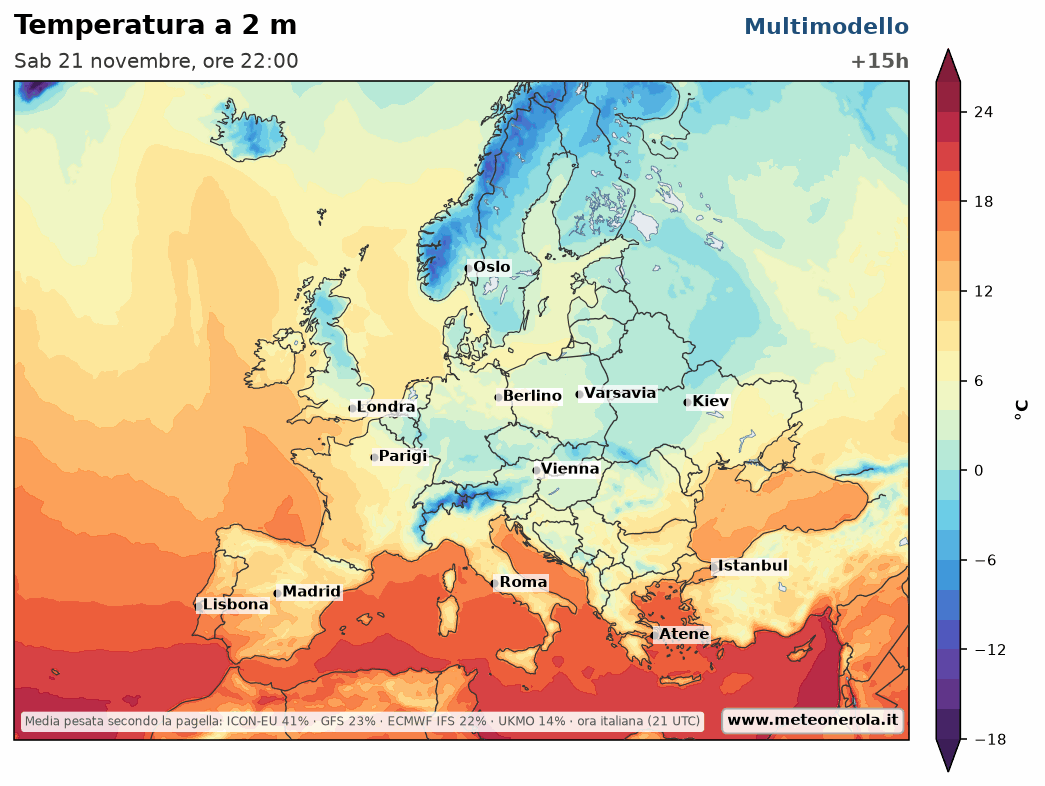 Temperatura a 2 m
Multimodello
Sab 21 novembre, ore 22:00
+15h
24
18
12
6
0
−6
−12
−18
°C
Oslo
Londra
Berlino
Varsavia
Kiev
Parigi
Vienna
Istanbul
Roma
Madrid
Lisbona
Atene
Media pesata secondo la pagella: ICON-EU 41% · GFS 23% · ECMWF IFS 22% · UKMO 14% · ora italiana (21 UTC)
www.meteonerola.it